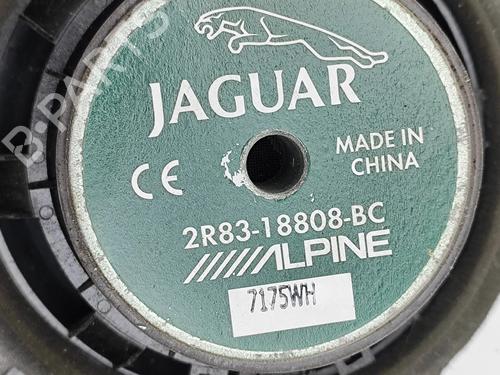 B-PARTS
JAGUAR
MADE IN
CHINA
CE
2R83-18808-BC
ALPINE
7175WH